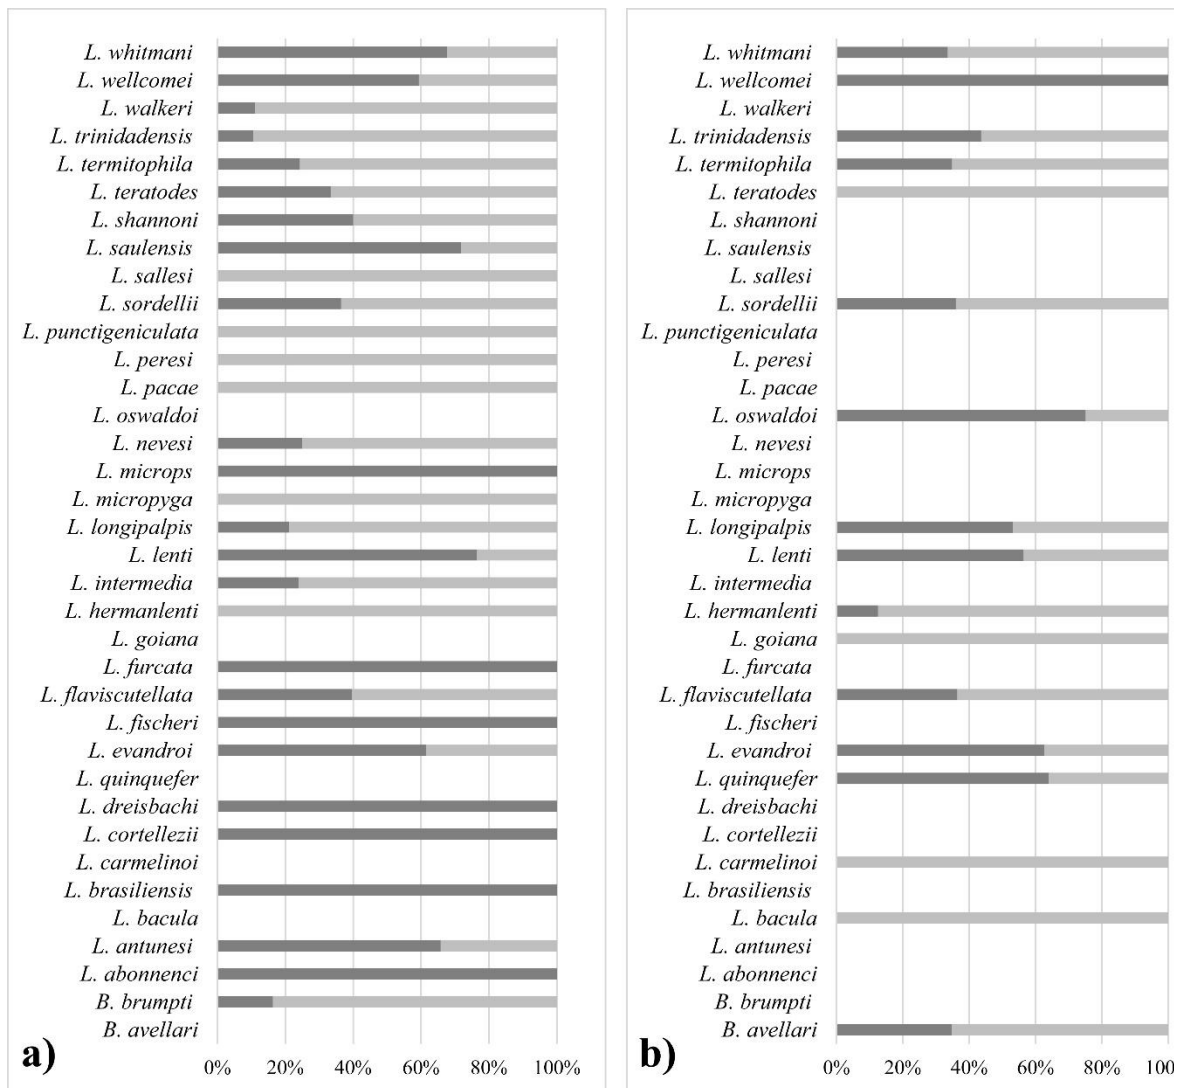 L. whitmani
L. wellcomei
L. walkeri
L. trinidadensis
L. termitophila
L. teratodes
L. shannoni
L. saulensis
L. sallesi
L. sordellii
L. punctigeniculata
L. peresi
L. pacae
L. oswaldoi
L. nevesi
L. microps
L. micropyga
L. longipalpis
L. lenti
L. intermedia
L. hermanlenti
L. goiana
L. furcata
L. flaviscutellata
L. fischeri
L. evandroi
L. quinquefer
L. dreisbachi
L. cortellezii
L. carmelinoi
L. brasiliensis
L. bacula
L. antunesi
L. abonnenci
B. brumpti
B. avellari
a)
0% 20% 40% 60% 80% 100%
L. whitmani
L. wellcomei
L. walkeri
L. trinidadensis
L. termitophila
L. teratodes
L. shannoni
L. saulensis
L. sallesi
L. sordellii
L. punctigeniculata
L. peresi
L. pacae
L. oswaldoi
L. nevesi
L. microps
L. micropyga
L. longipalpis
L. lenti
L. intermedia
L. hermanlenti
L. goiana
L. furcata
L. flaviscutellata
L. fischeri
L. evandroi
L. quinquefer
L. dreisbachi
L. cortellezii
L. carmelinoi
L. brasiliensis
L. bacula
L. antunesi
L. abonnenci
B. brumpti
B. avellari
b)
0% 20% 40% 60% 80% 100